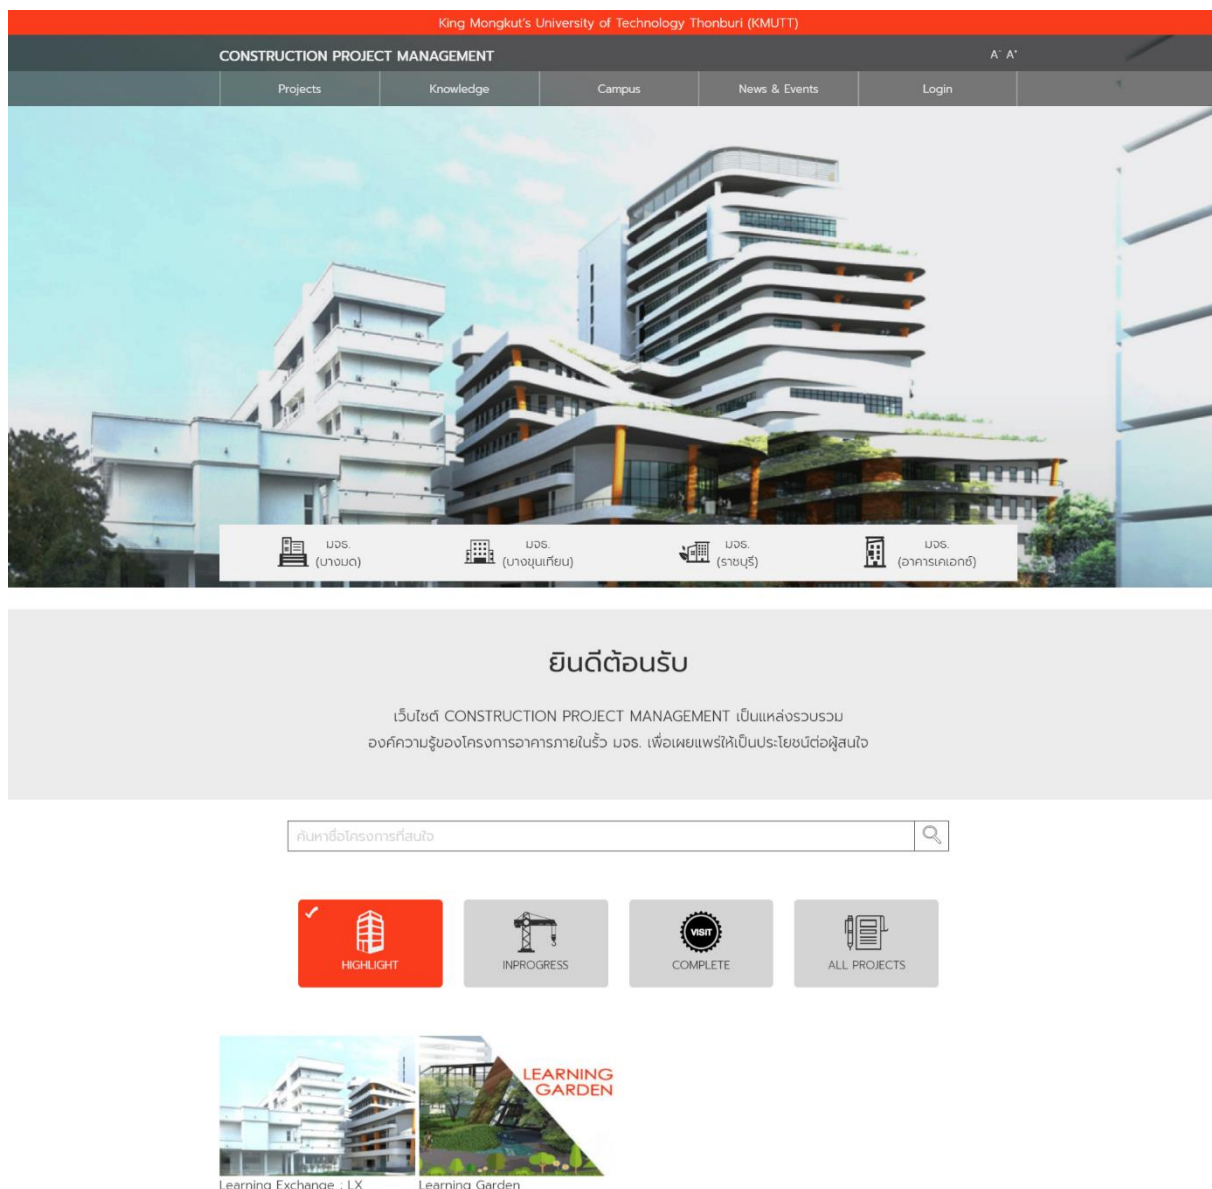 King Mongkut's University of Technology Thonburi (KMUTT)
CONSTRUCTION PROJECT MANAGEMENT
A- A+
Projects Knowledge Campus News & Events Login
มจธ. (บางมด)
มจธ. (บางขุนเทียน)
มจธ. (ราชบุรี)
มจธ. (อาคารเคเอกซ์)
ยินดีต้อนรับ
เว็บไซต์ CONSTRUCTION PROJECT MANAGEMENT เป็นแหล่งรวบรวม
องค์ความรู้ของโครงการอาคารภายในรั้ว มจธ. เพื่อเผยแพร่ให้เป็นประโยชน์ต่อผู้สนใจ
ค้นหาชื่อโครงการที่สนใจ
HIGHLIGHT
INPROGRESS
VISIT
COMPLETE
ALL PROJECTS
LEARNING
GARDEN
Learning Exchange : LX
Learning Garden